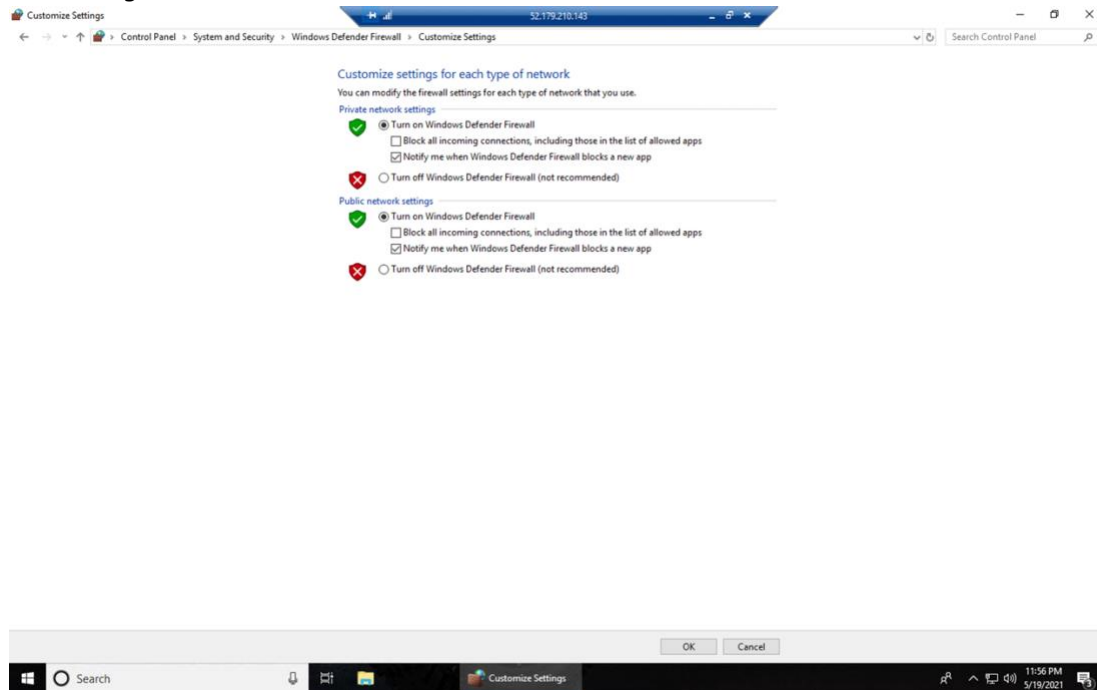 Customize Settings
52.179.210.143
Control Panel > System and Security > Windows Defender Firewall > Customize Settings
Search Control Panel
Customize settings for each type of network
You can modify the firewall settings for each type of network that you use.
Private network settings
Turn on Windows Defender Firewall
Block all incoming connections, including those in the list of allowed apps
Notify me when Windows Defender Firewall blocks a new app
Turn off Windows Defender Firewall (not recommended)
Public network settings
Turn on Windows Defender Firewall
Block all incoming connections, including those in the list of allowed apps
Notify me when Windows Defender Firewall blocks a new app
Turn off Windows Defender Firewall (not recommended)
OK Cancel
Search
Customize Settings
11:56 PM
5/19/2021
3